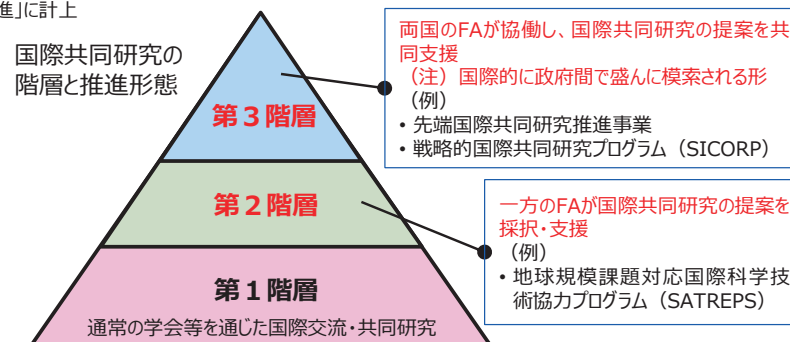 進」に計上
国際共同研究の
階層と推進形態
両国のFAが協働し、国際共同研究の提案を共
同支援
(注)国際的に政府間で盛んに模索される形
(例)
• 先端国際共同研究推進事業
• 戦略的国際共同研究プログラム(SICORP)
第3階層
第2階層
一方のFAが国際共同研究の提案を
採択・支援
(例)
• 地球規模課題対応国際科学技
術協力プログラム(SATREPS)
第1階層
通常の学会等を通じた国際交流・共同研究